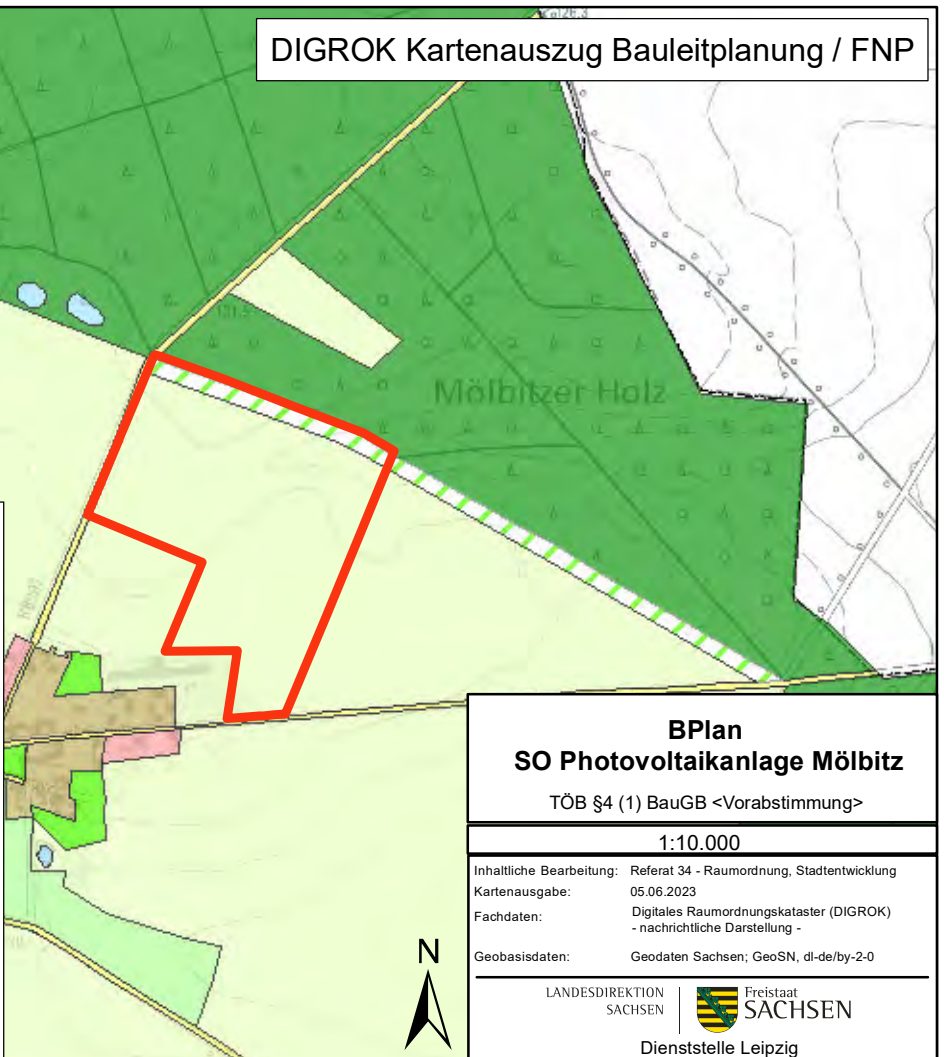 DIGROK Kartenauszug Bauleitplanung / FNP
Mölbitzer Holz
BPlan
SO Photovoltaikanlage Mölbitz
TÖB §4 (1) BauGB <Vorabstimmung>
1:10.000
Inhaltliche Bearbeitung: Referat 34 - Raumordnung, Stadtentwicklung
Kartenausgabe: 05.06.2023
Fachdaten: Digitales Raumordnungskataster (DIGROK)
- nachrichtliche Darstellung -
Geobasisdaten: Geodaten Sachsen; GeoSN, dl-de/by-2-0
N
LANDESDIREKTION
SACHSEN
Freistaat
SACHSEN
Dienststelle Leipzig